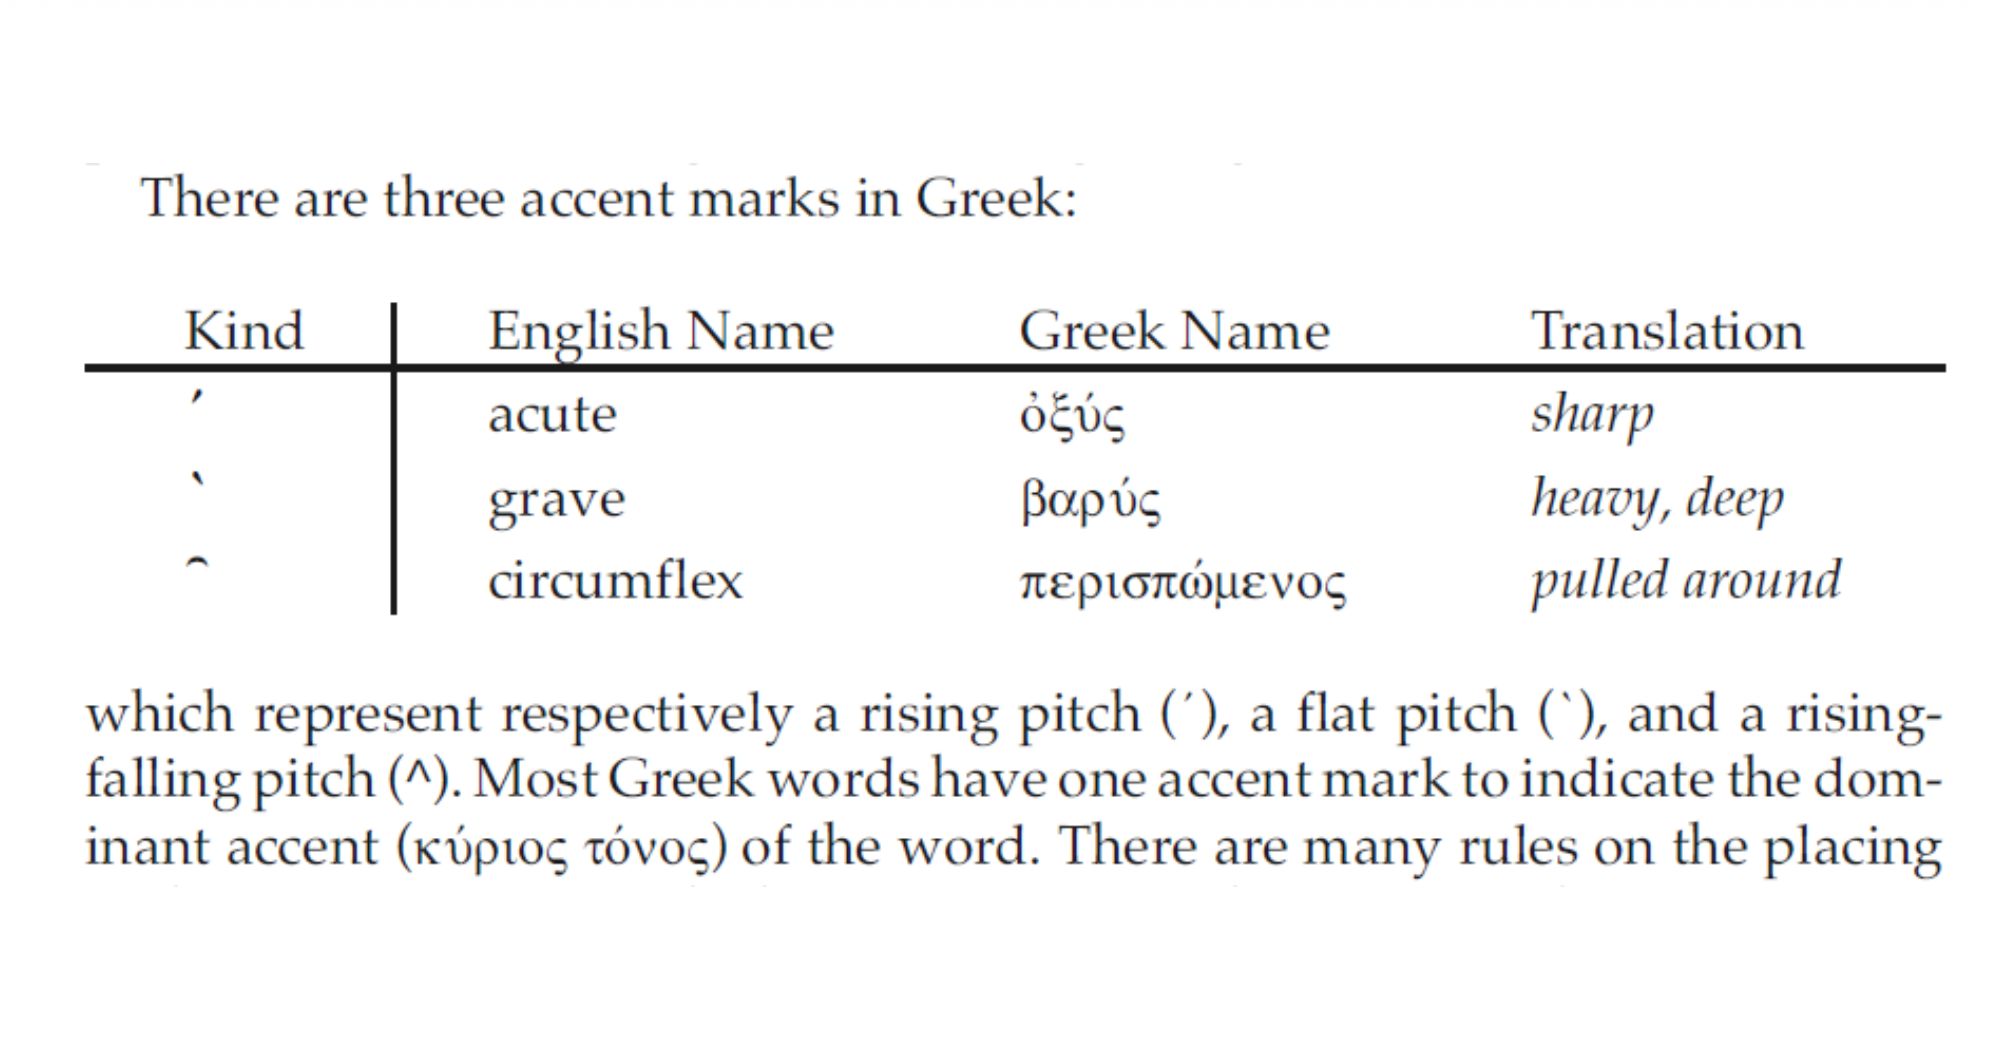 There are three accent marks in Greek:
Kind English Name Greek Name Translation
´ acute ὀξύς sharp
` grave βαρύς heavy, deep
 ̑ circumflex περισπώμενος pulled around
which represent respectively a rising pitch (´), a flat pitch (`), and a rising-
falling pitch (^). Most Greek words have one accent mark to indicate the dom-
inant accent (κύριος τόνος) of the word. There are many rules on the placing